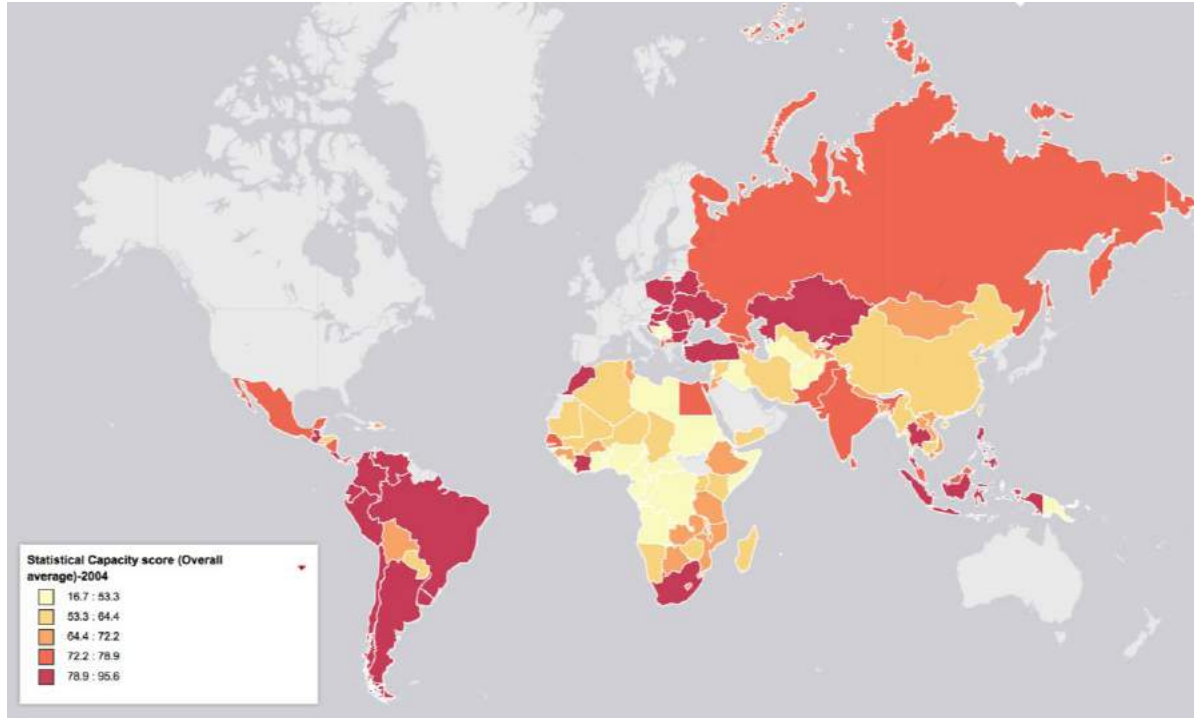 Statistical Capacity score (Overall
average)-2004
16.7 : 53.3
53.3 : 64.4
64.4 : 72.2
72.2 : 78.9
78.9 : 95.6